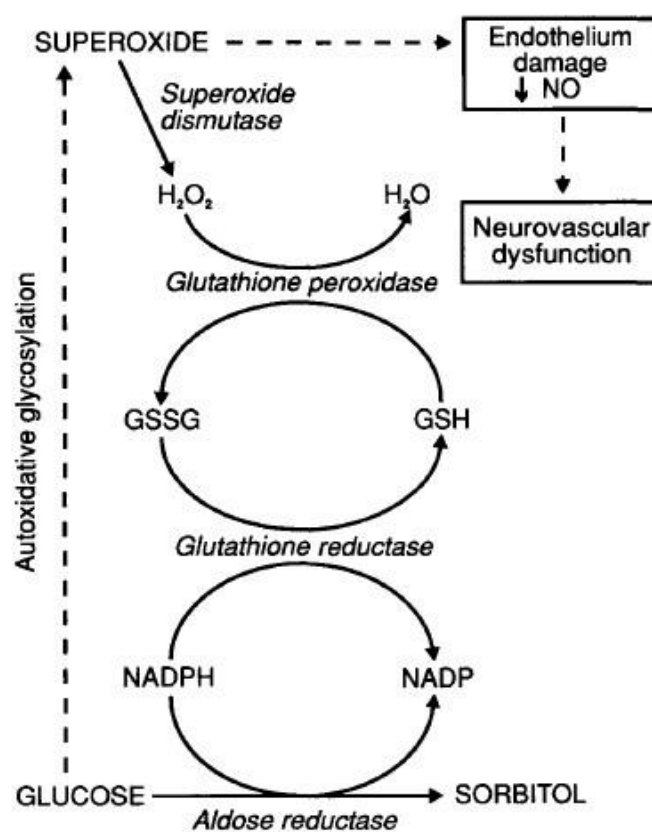 SUPEROXIDE
Endothelium
damage
↓ NO
Superoxide
dismutase
H₂O₂
H₂O
Neurovascular
dysfunction
Glutathione peroxidase
Autoxidative glycosylation
GSSG
GSH
Glutathione reductase
NADPH
NADP
GLUCOSE
SORBITOL
Aldose reductase